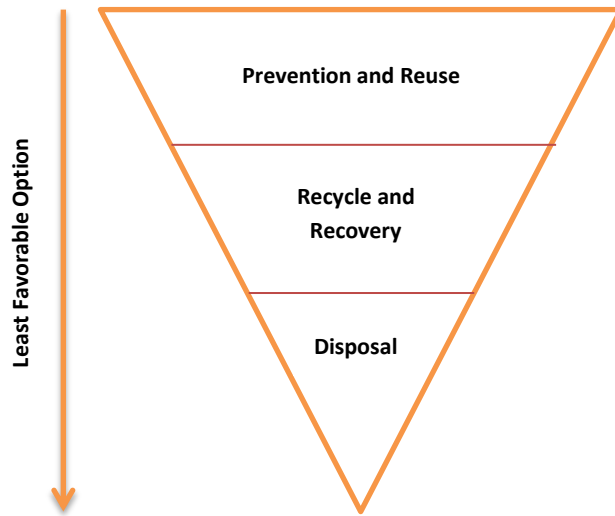 Prevention and Reuse
Least Favorable Option
Recycle and
Recovery
Disposal